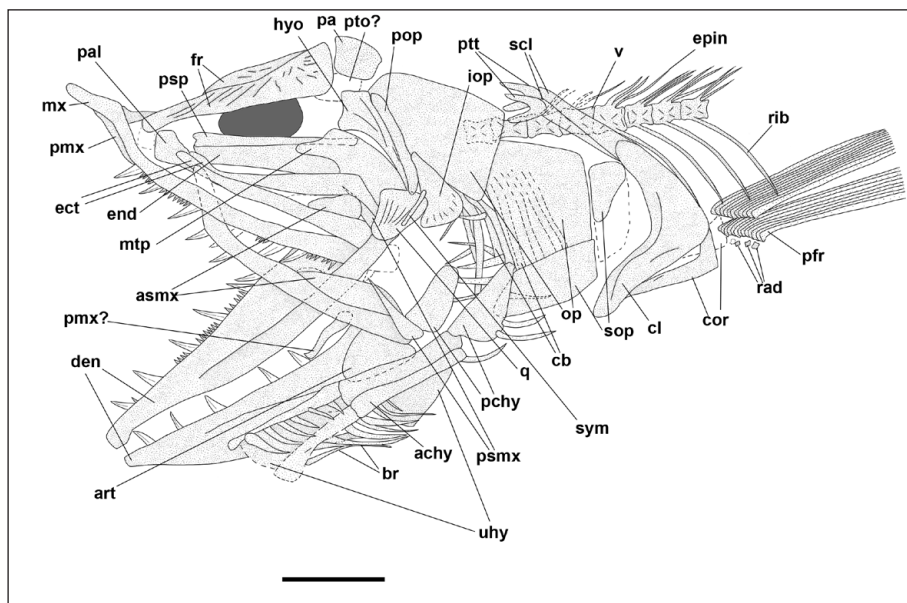 hyo
pa
pto?
pop
ptt
scl
v
epin
pal
psp
fr
iop
mx
pmx
rib
ect
end
mtp
pfr
rad
asmx
op
sop
cl
cor
pmx?
cb
q
den
pchy
sym
achy
psmx
br
art
uhy